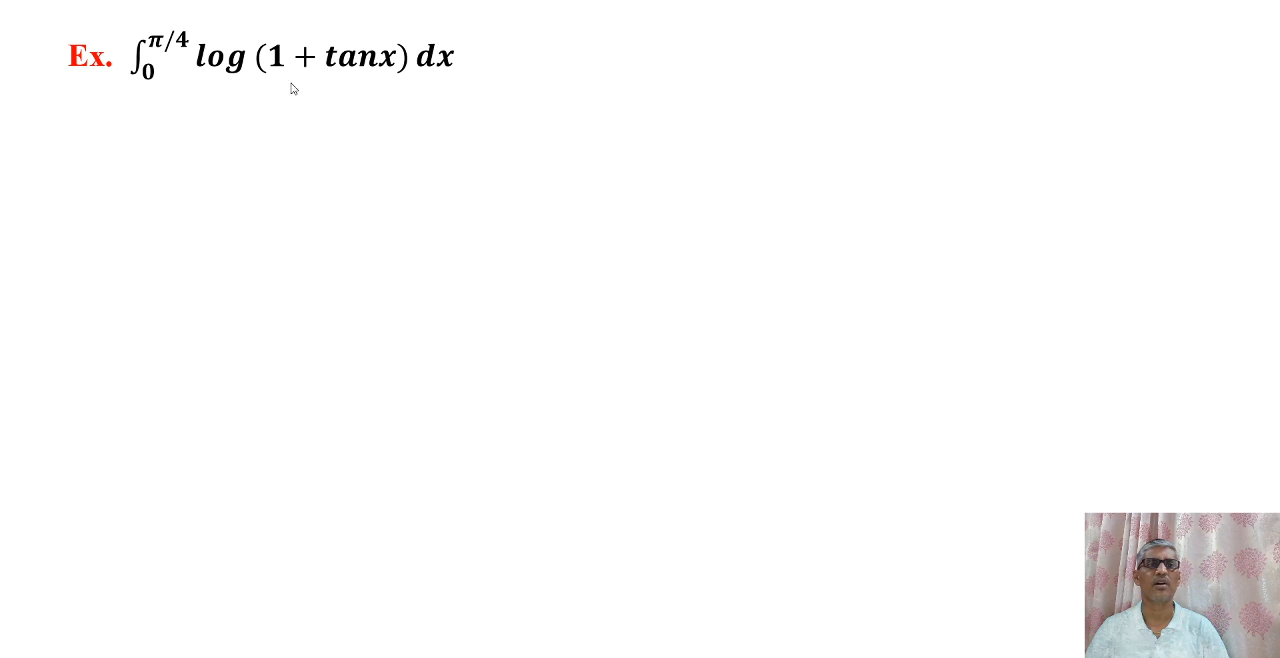 Ex. ∫₀^π/4 log (1 + tanx) dx